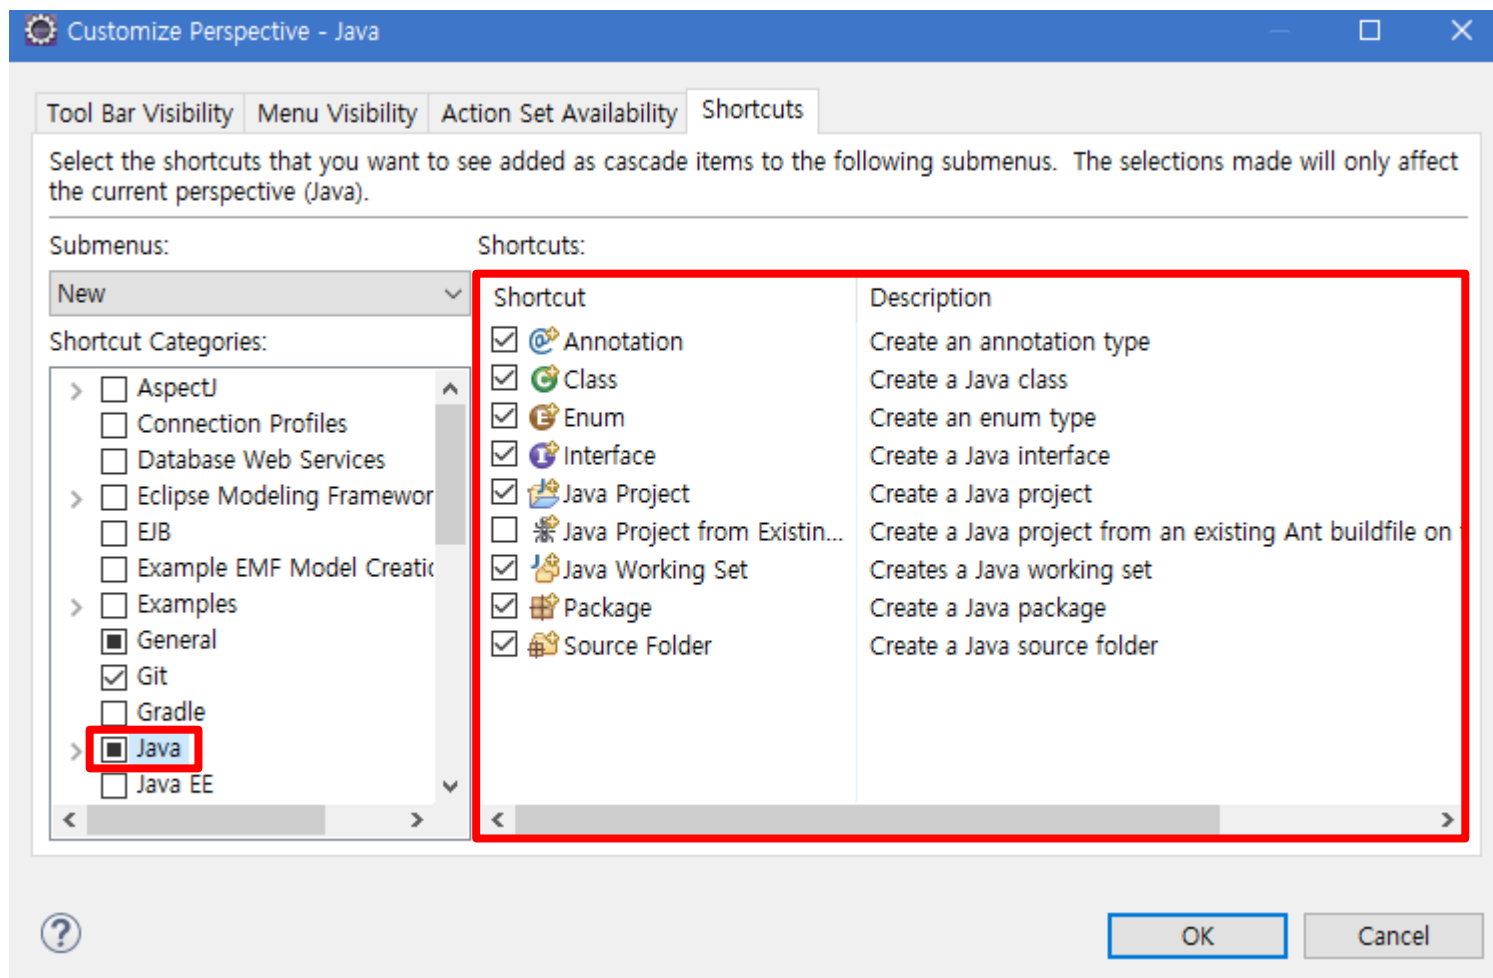 Customize Perspective - Java
Tool Bar Visibility
Menu Visibility
Action Set Availability
Shortcuts
Select the shortcuts that you want to see added as cascade items to the following submenus.  The selections made will only affect
the current perspective (Java).
Submenus:
New
Shortcut Categories:
AspectJ
Connection Profiles
Database Web Services
Eclipse Modeling Framewor
EJB
Example EMF Model Creatic
Examples
General
Git
Gradle
Java
Java EE
Shortcuts:
Shortcut Description
Annotation Create an annotation type
Class Create a Java class
Enum Create an enum type
Interface Create a Java interface
Java Project Create a Java project
Java Project from Existin... Create a Java project from an existing Ant buildfile on
Java Working Set Creates a Java working set
Package Create a Java package
Source Folder Create a Java source folder
OK
Cancel